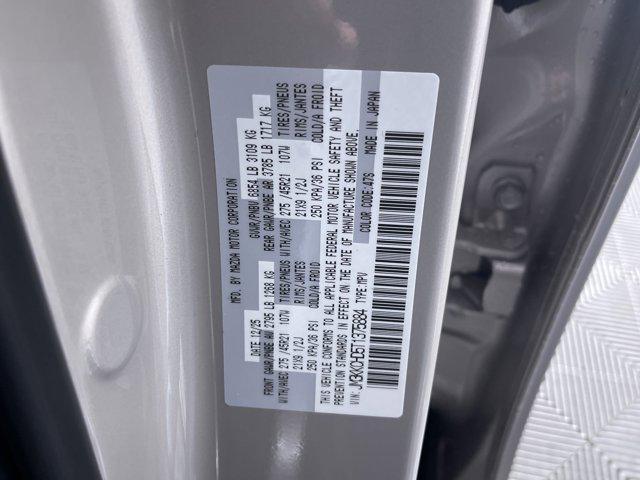 MFD. BY MAZDA MOTOR CORPORATION
DATE 12/25 GVWR/PNBV 6854 LB 3109 KG
FRONT GAWR/PNBE AV 2795 LB 1268 KG REAR GAWR/PNBE AR 3785 LB 1717 KG
WITH/AVEC 275 /45R21 107W TIRES/PNEUS WITH/AVEC 275 /45R21 107W TIRES/PNEUS
21X9 1/2J RIMS/JANTES 21X9 1/2J RIMS/JANTES
250 KPA/36 PSI COLD/A FROID 250 KPA/36 PSI COLD/A FROID
THIS VEHICLE CONFORMS TO ALL APPLICABLE FEDERAL MOTOR VEHICLE SAFETY AND THEFT
PREVENTION STANDARDS IN EFFECT ON THE DATE OF MANUFACTURE SHOWN ABOVE.
VIN: TYPE:MPV COLOR CODE:47S MADE IN JAPAN